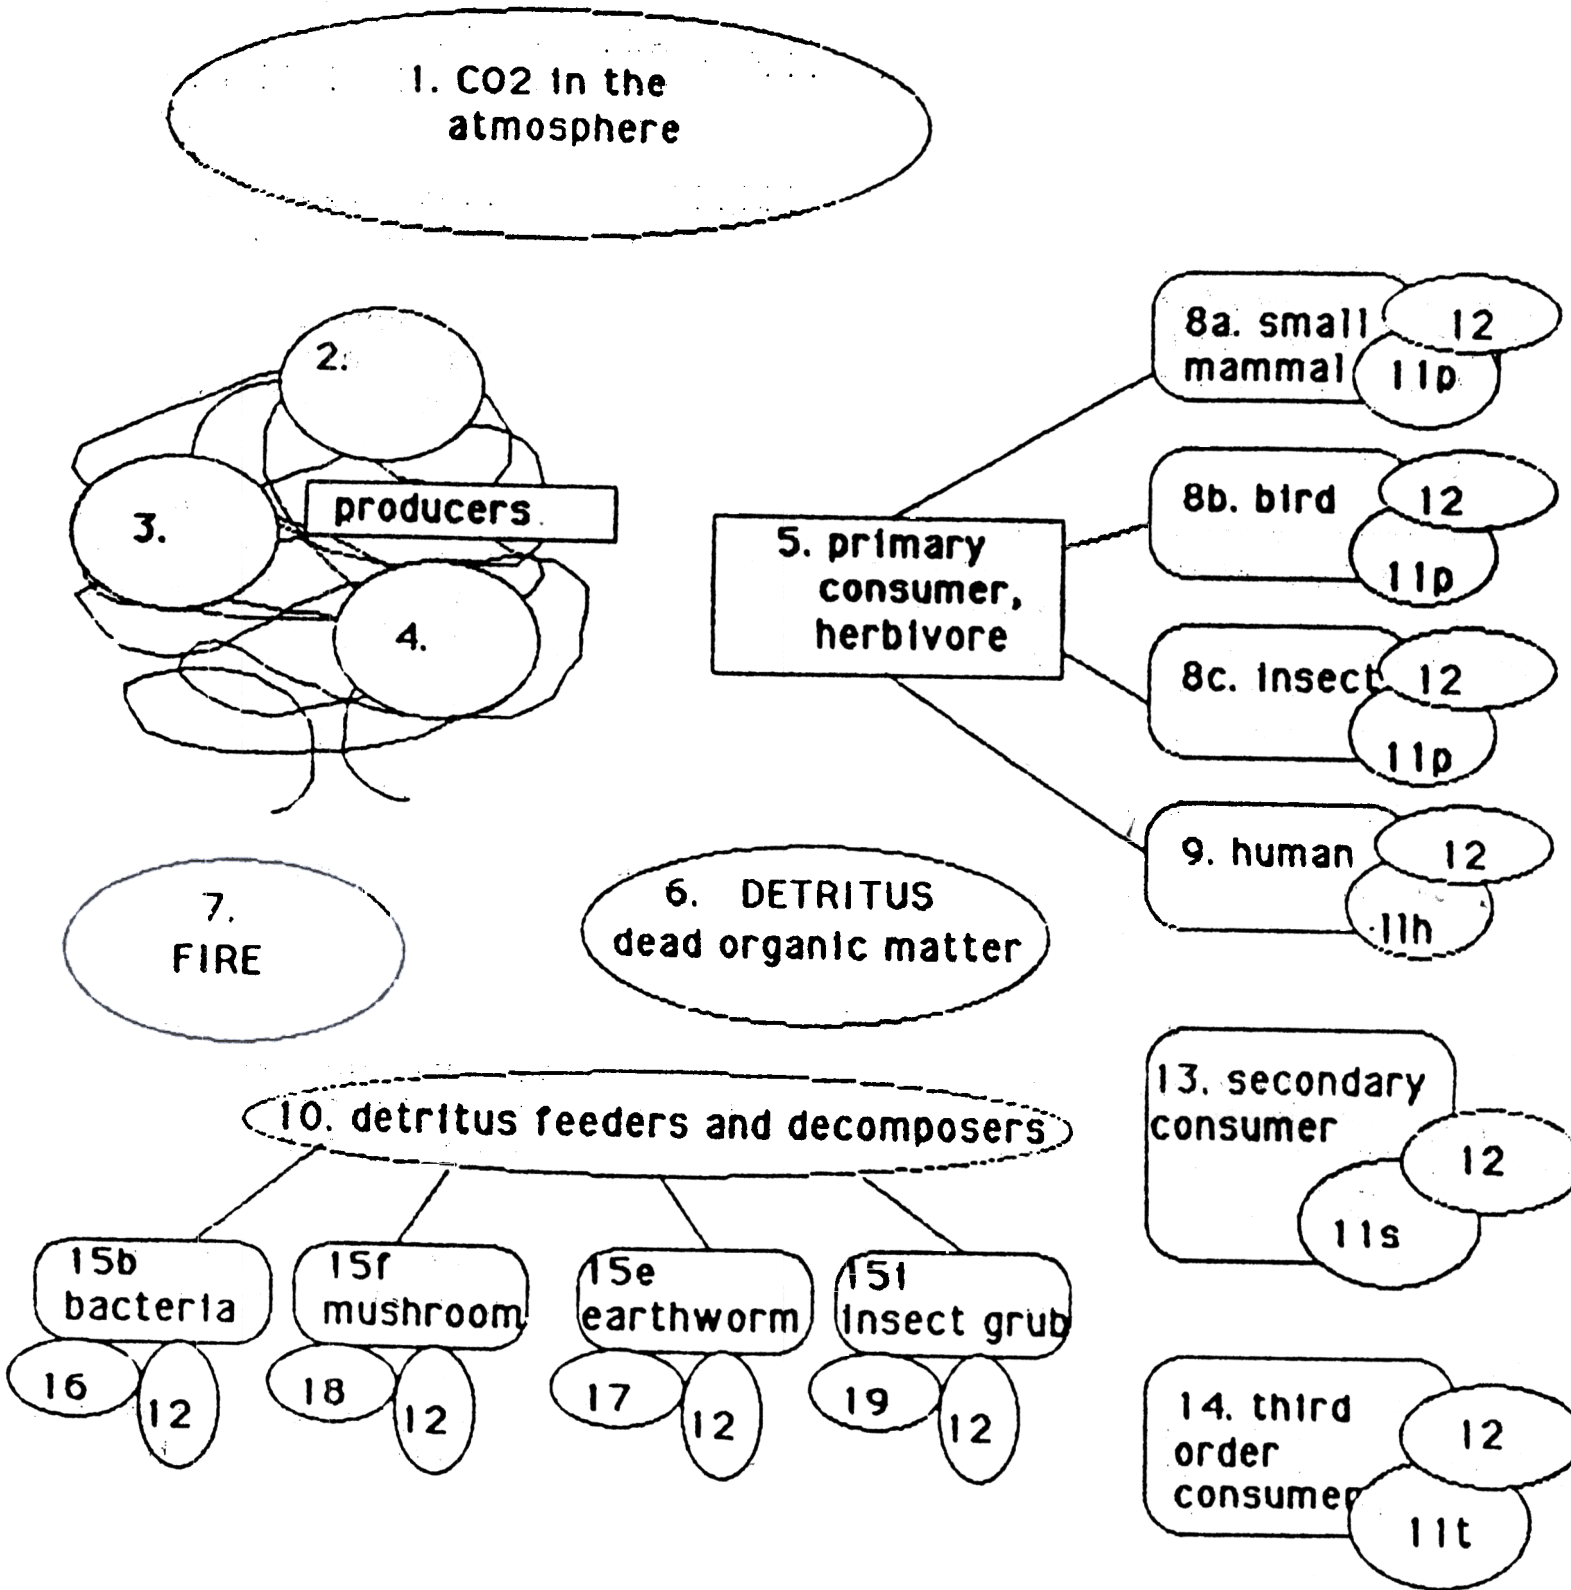 1. CO2 in the
atmosphere
2.
3.
producers
4.
5. primary
consumer,
herbivore
8a. small
mammal
12
11p
8b. bird
12
11p
8c. insect
12
11p
9. human
12
11h
7.
FIRE
6. DETRITUS
dead organic matter
10. detritus feeders and decomposers
13. secondary
consumer
12
11s
15b
bacteria
16
12
15f
mushroom
18
12
15e
earthworm
17
12
15i
insect grub
19
12
14. third
order
consumer
12
11t